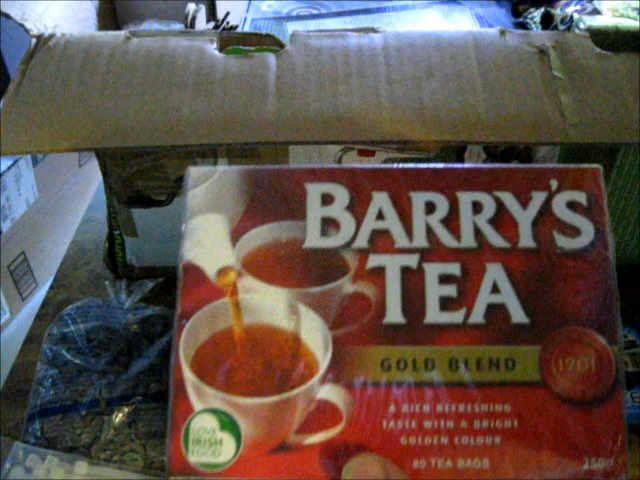 BARRY'S
TEA
GOLD BLEND
1901
A RICH REFRESHING
TASTE WITH A BRIGHT
GOLDEN COLOUR
LOVE
IRISH
FOOD
80 TEA BAGS
250g